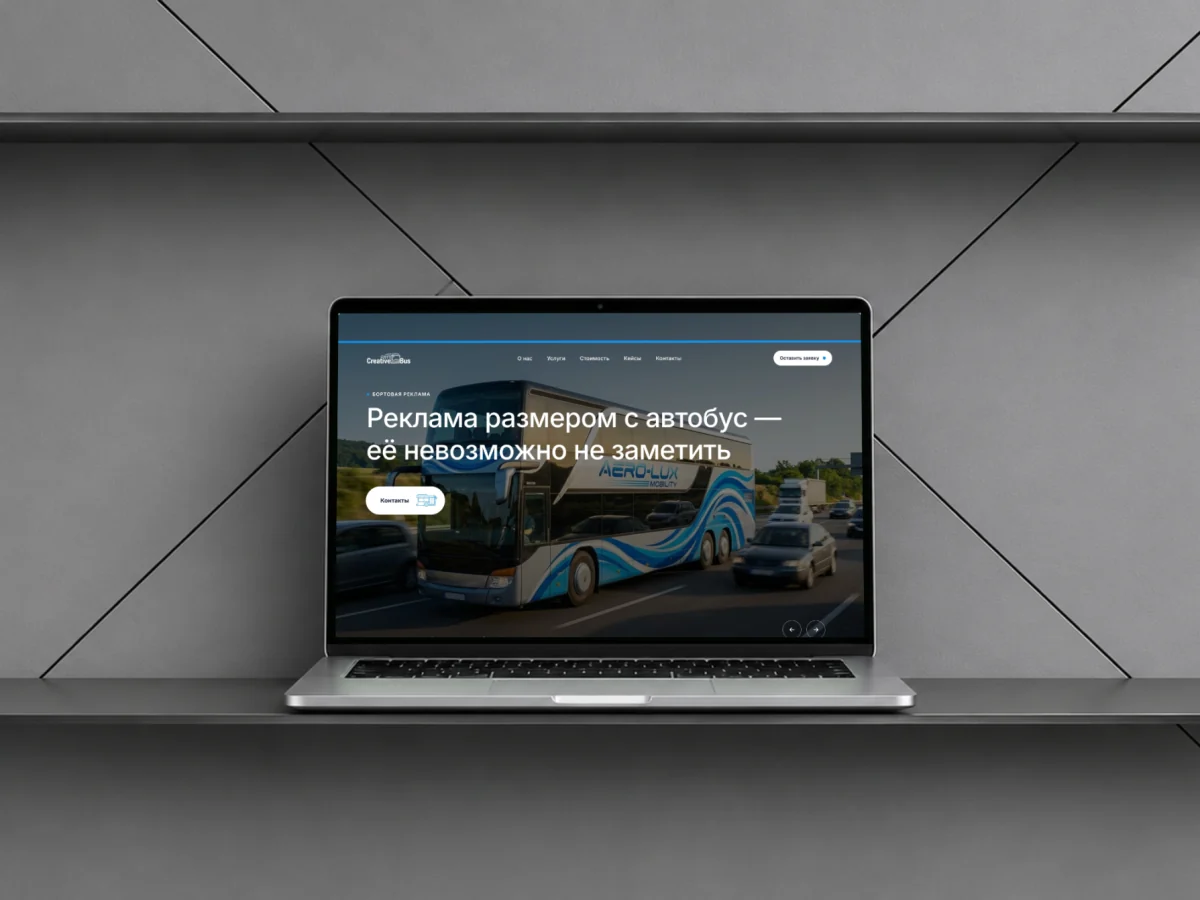 CreativeBus
О нас Услуги Стоимость Кейсы Контакты
Оставить заявку
БОРТОВАЯ РЕКЛАМА
Реклама размером с автобус —
её невозможно не заметить
AERO-LUX
MOBILITY
Контакты